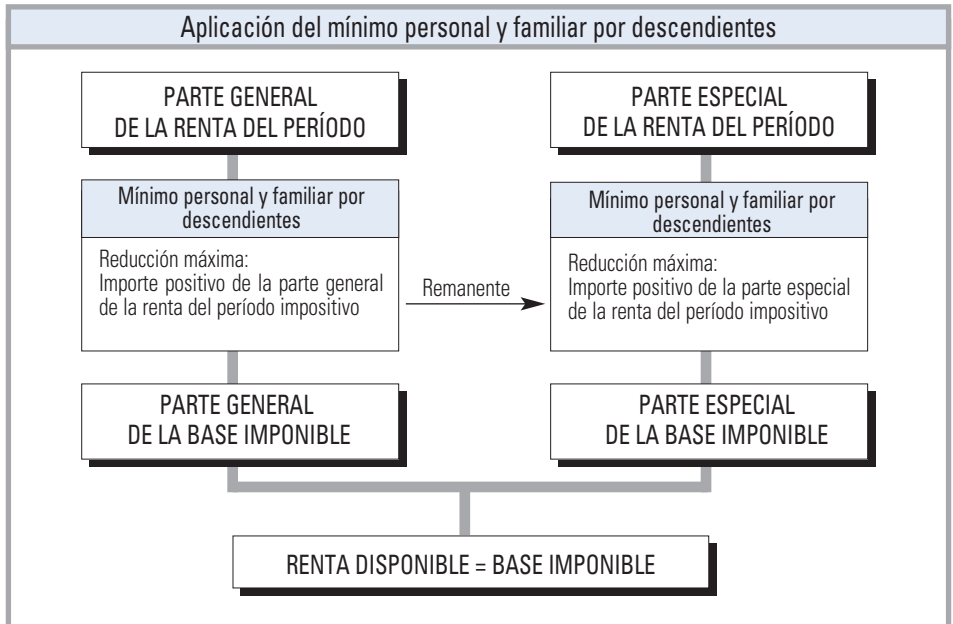 Aplicación del mínimo personal y familiar por descendientes
PARTE GENERAL
DE LA RENTA DEL PERÍODO
Mínimo personal y familiar por
descendientes
Reducción máxima:
Importe positivo de la parte general
de la renta del período impositivo
Remanente
PARTE ESPECIAL
DE LA RENTA DEL PERÍODO
Mínimo personal y familiar por
descendientes
Reducción máxima:
Importe positivo de la parte especial
de la renta del período impositivo
PARTE GENERAL
DE LA BASE IMPONIBLE
PARTE ESPECIAL
DE LA BASE IMPONIBLE
RENTA DISPONIBLE = BASE IMPONIBLE